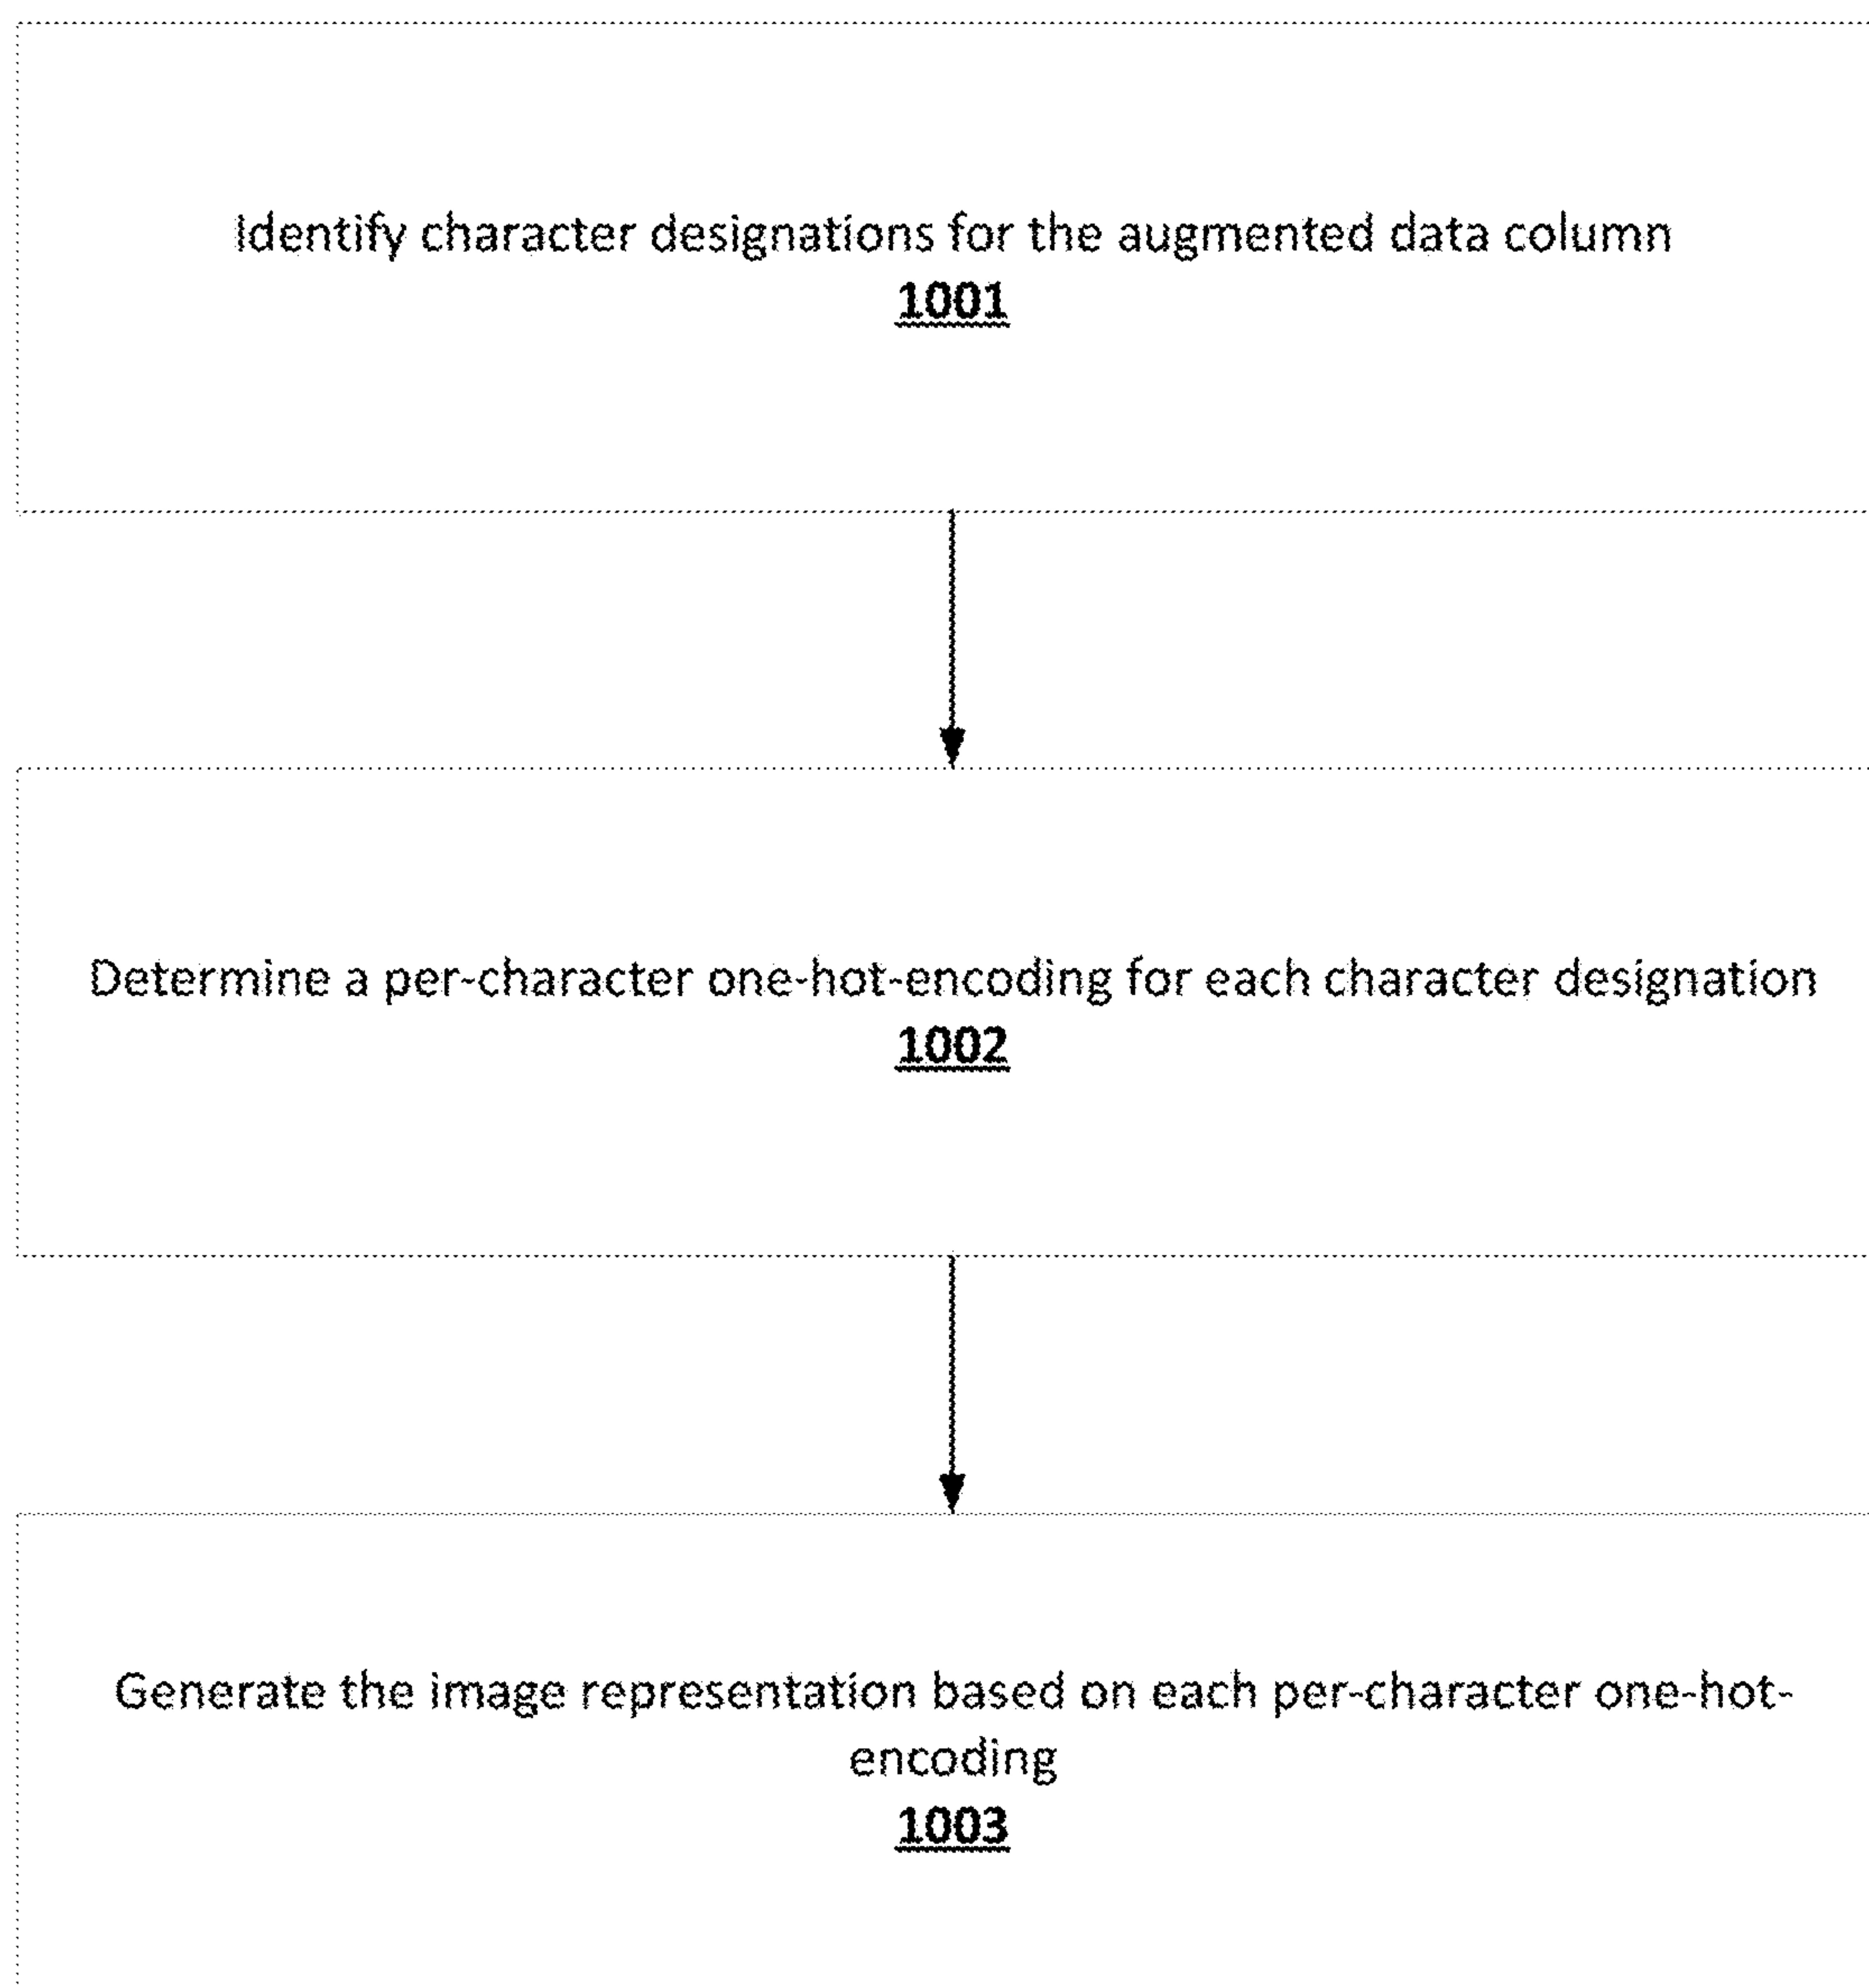 Identify character designations for the augmented data column
1001
Determine a per-character one-hot-encoding for each character designation
1002
Generate the image representation based on each per-character one-hot-
encoding
1003